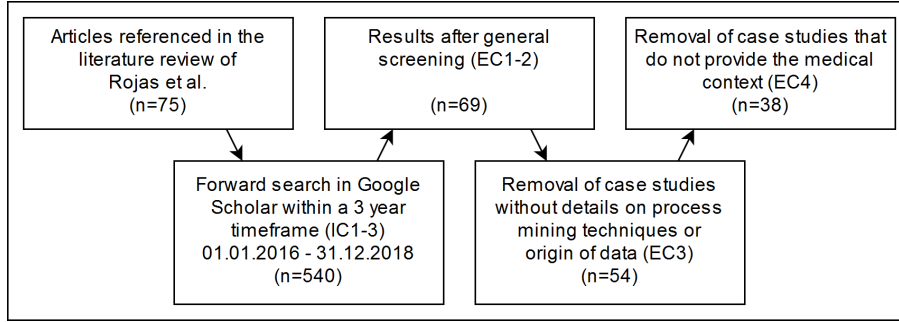 Articles referenced in the
literature review of
Rojas et al.
(n=75)
Forward search in Google
Scholar within a 3 year
timeframe (IC1-3)
01.01.2016 - 31.12.2018
(n=540)
Results after general
screening (EC1-2)
(n=69)
Removal of case studies
without details on process
mining techniques or
origin of data (EC3)
(n=54)
Removal of case studies that
do not provide the medical
context (EC4)
(n=38)